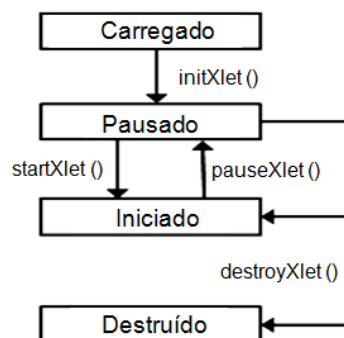 Carregado
initXlet ()
Pausado
startXlet ()
pauseXlet ()
Iniciado
destroyXlet ()
Destruído